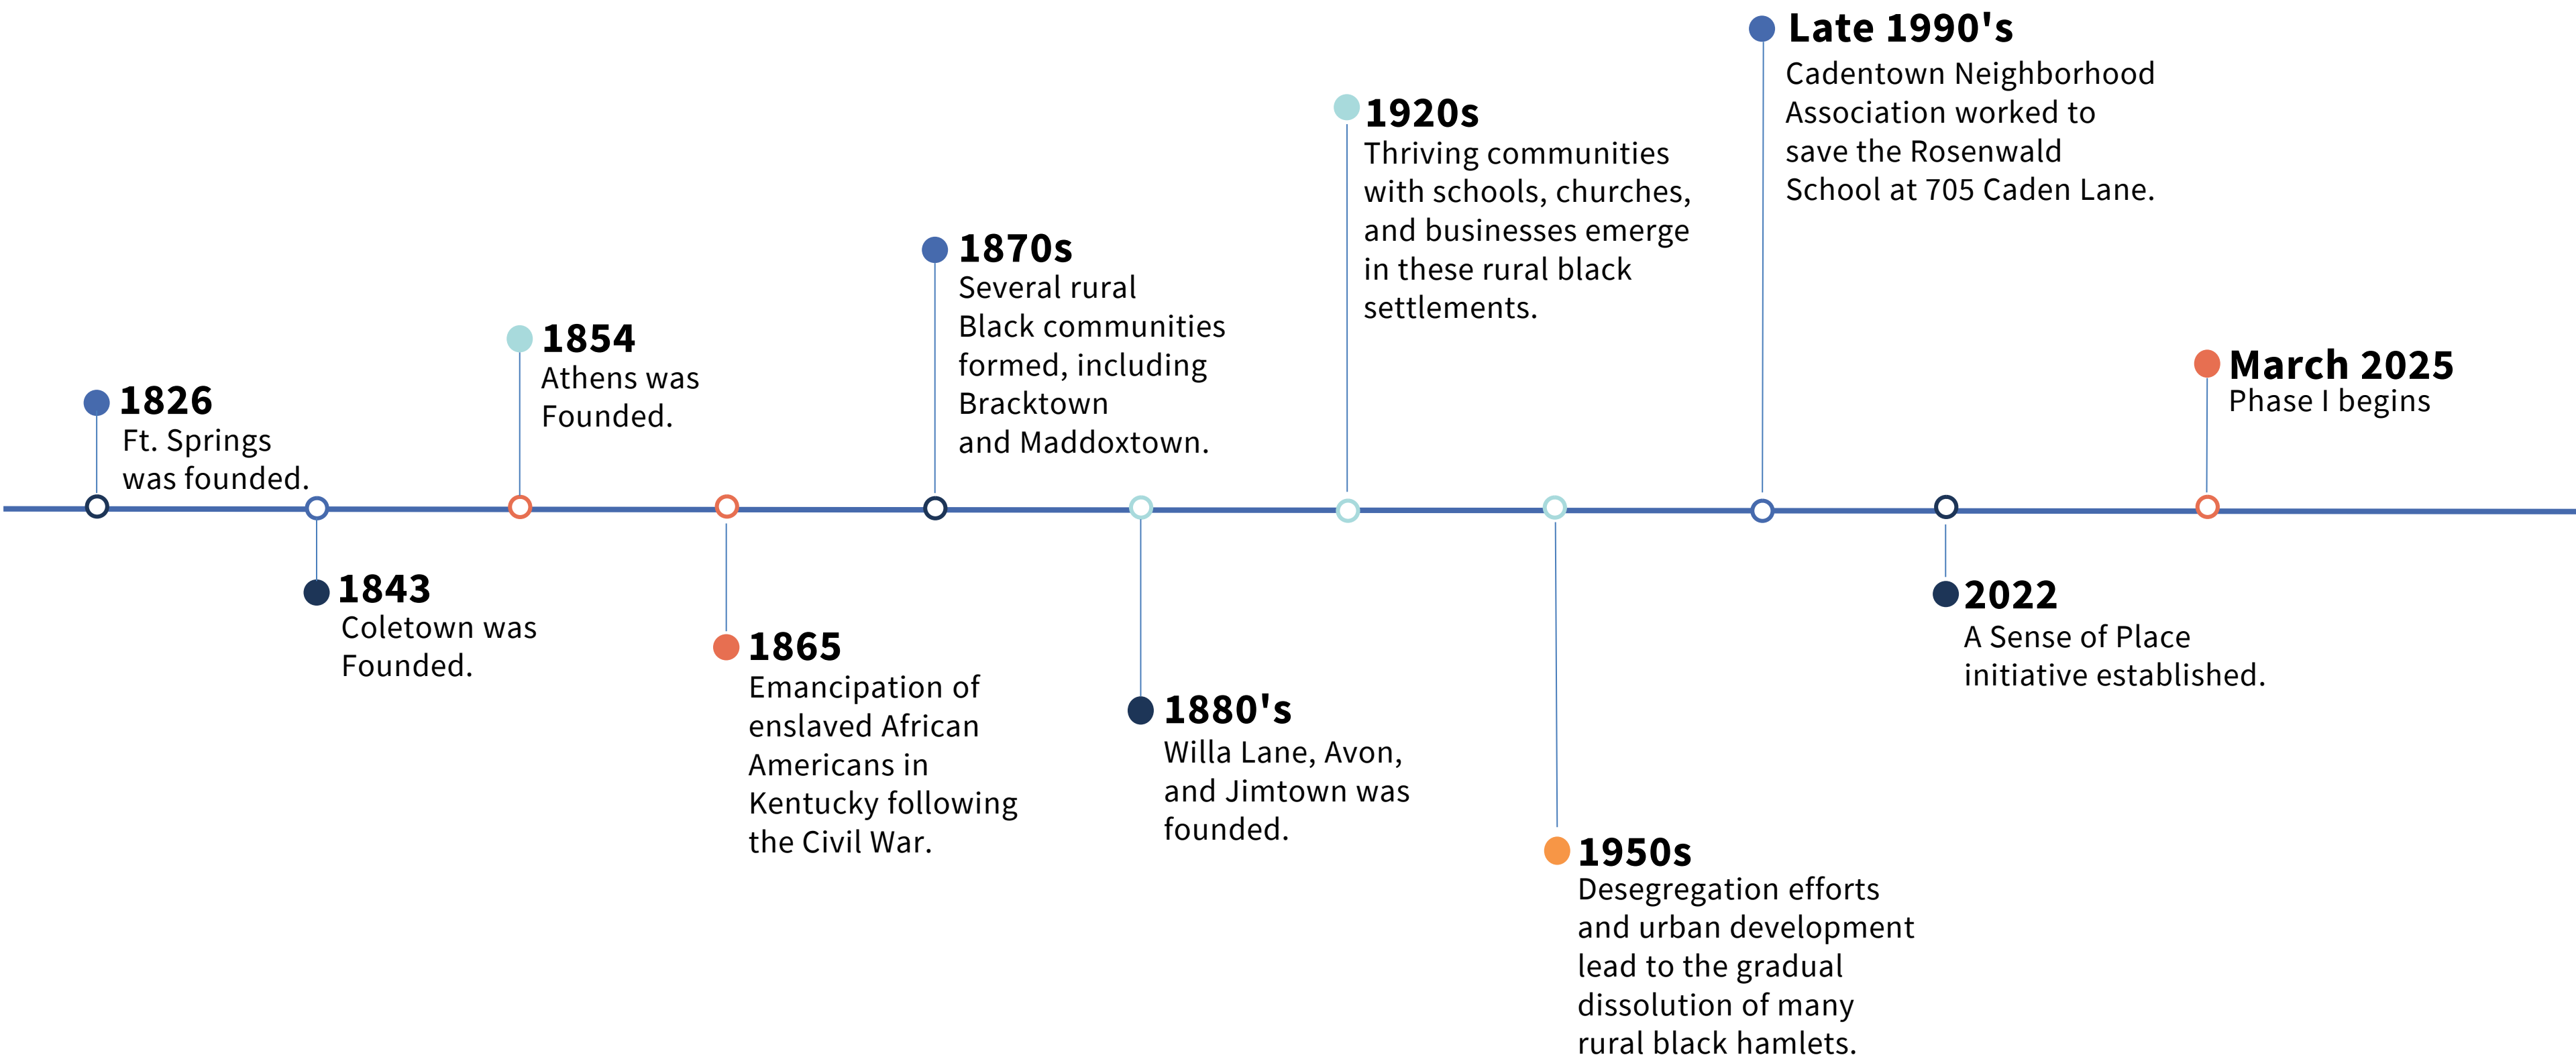 1826
Ft. Springs
was founded.
1843
Coletown was
Founded.
1854
Athens was
Founded.
1865
Emancipation of
enslaved African
Americans in
Kentucky following
the Civil War.
1870s
Several rural
Black communities
formed, including
Bracktown
and Maddoxtown.
1880's
Willa Lane, Avon,
and Jimtown was
founded.
1920s
Thriving communities
with schools, churches,
and businesses emerge
in these rural black
settlements.
1950s
Desegregation efforts
and urban development
lead to the gradual
dissolution of many
rural black hamlets.
Late 1990's
Cadentown Neighborhood
Association worked to
save the Rosenwald
School at 705 Caden Lane.
2022
A Sense of Place
initiative established.
March 2025
Phase I begins